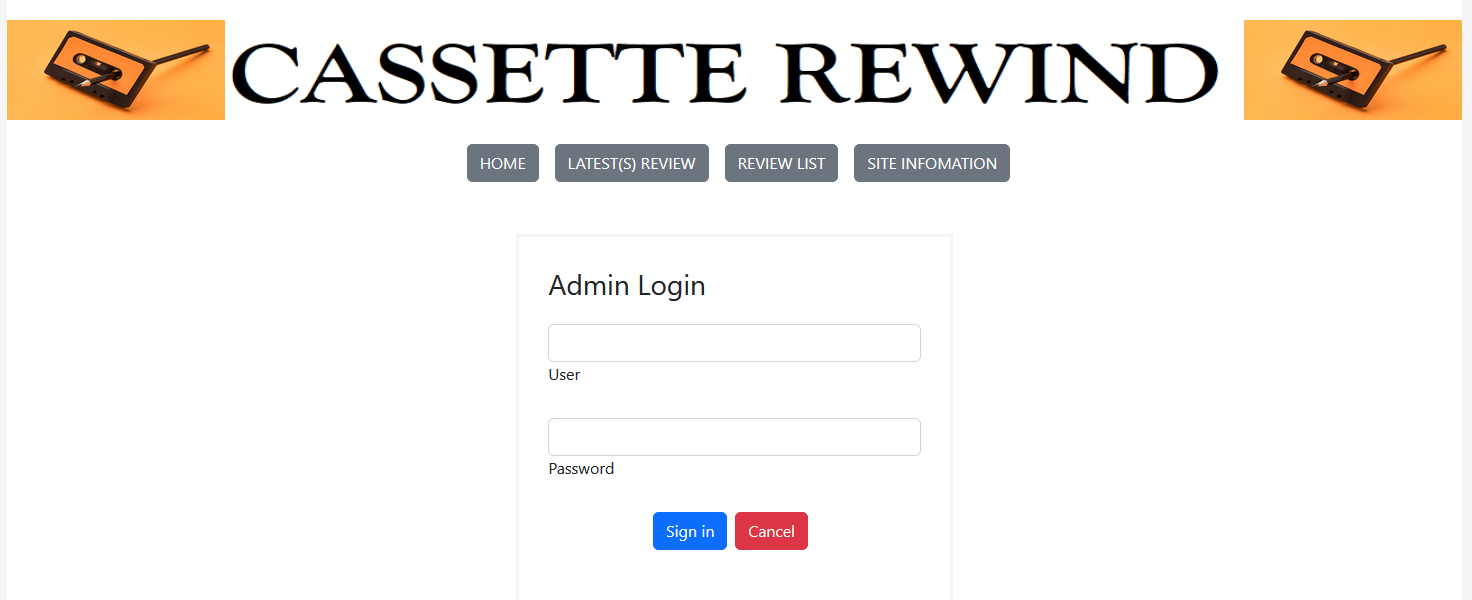 CASSETTE REWIND
HOME LATEST(S) REVIEW REVIEW LIST SITE INFOMATION
Admin Login
User
Password
Sign in Cancel